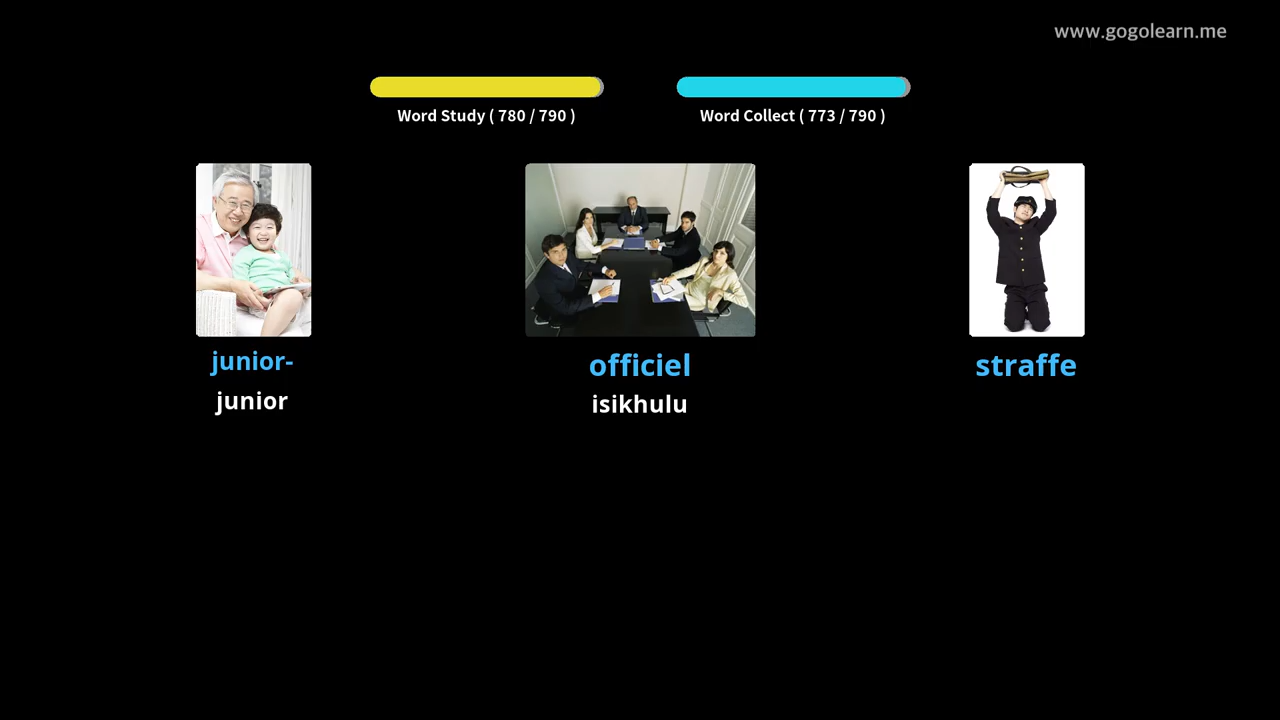 www.gogolearn.me
Word Study ( 780 / 790 )
Word Collect ( 773 / 790 )
junior-
junior
officiel
isikhulu
straffe